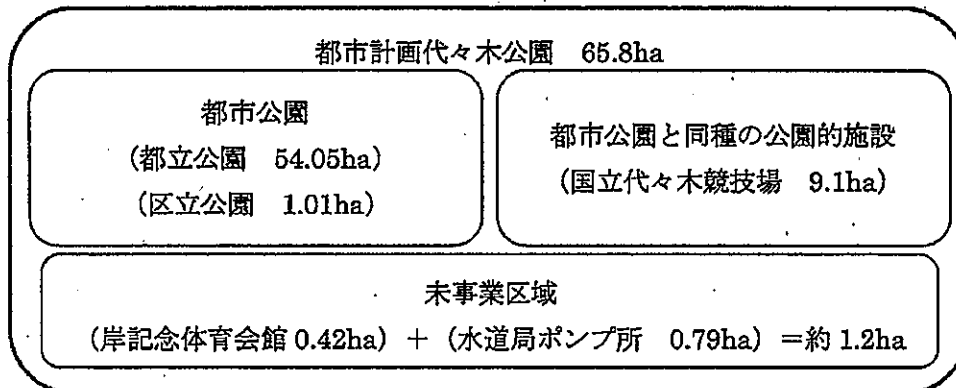 都市計画代々木公園　65.8ha
都市公園
（都立公園　54.05ha）
（区立公園　1.01ha）
都市公園と同種の公園的施設
（国立代々木競技場　9.1ha）
未事業区域
（岸記念体育会館 0.42ha）＋（水道局ポンプ所　0.79ha）＝約 1.2ha